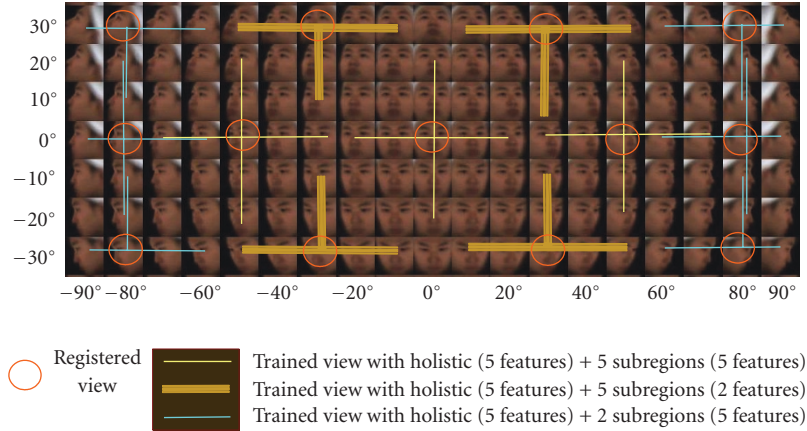 30°
20°
10°
0°
−10°
−20°
−30°
−90° −80° −60° −40° −20° 0° 20° 40° 60° 80° 90°
Registered
view
Trained view with holistic (5 features) + 5 subregions (5 features)
Trained view with holistic (5 features) + 5 subregions (2 features)
Trained view with holistic (5 features) + 2 subregions (5 features)